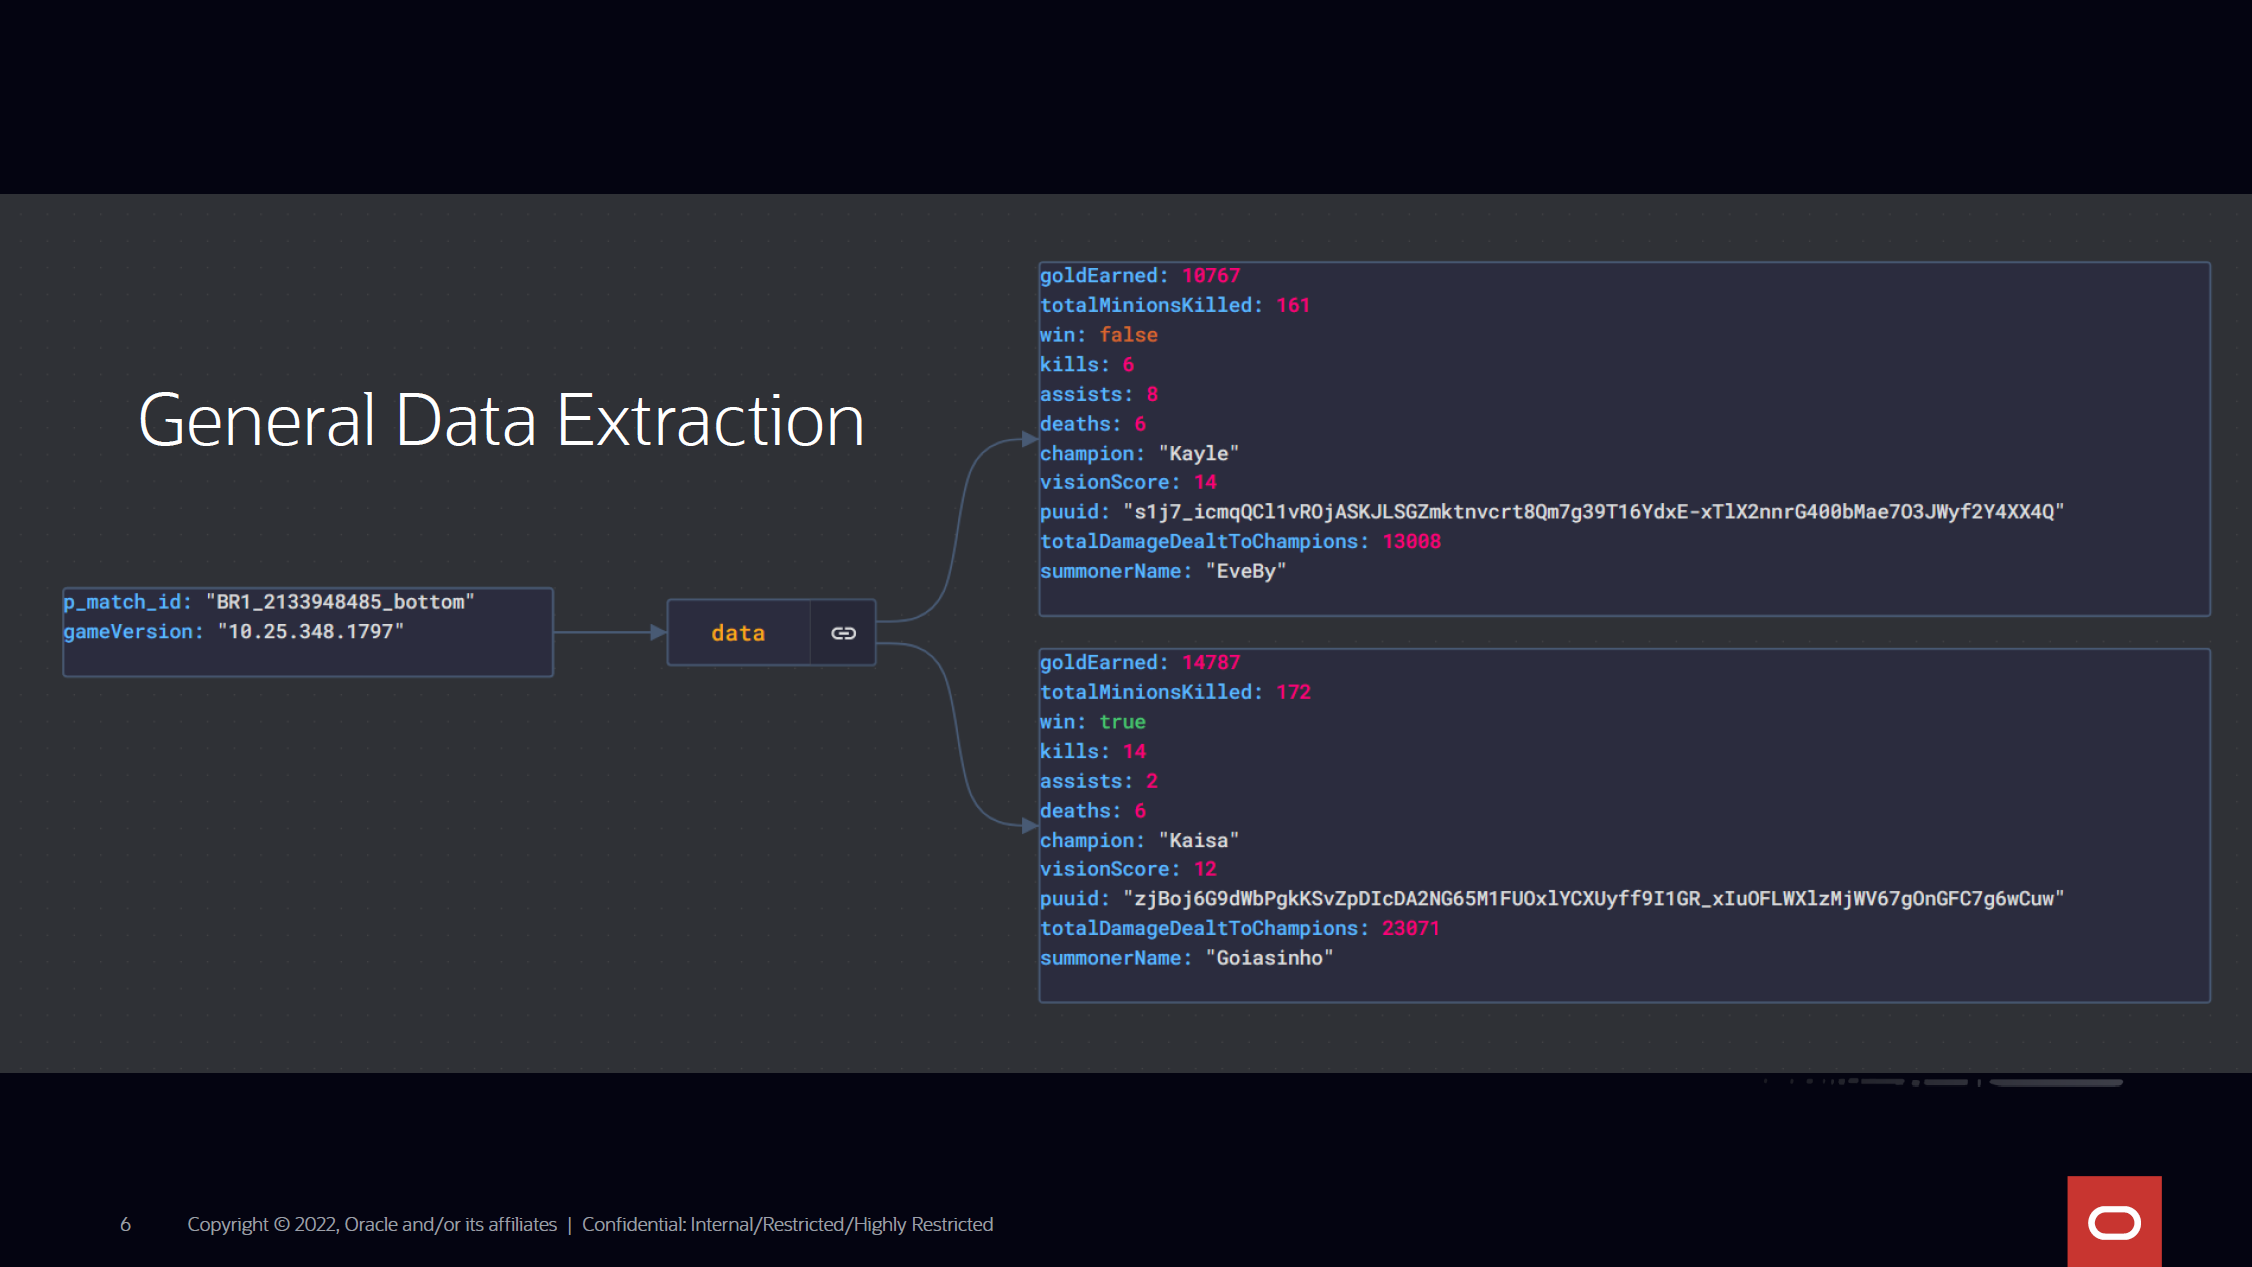 General Data Extraction
p_match_id: "BR1_2133948485_bottom"
gameVersion: "10.25.348.1797"
data
goldEarned: 10767
totalMinionsKilled: 161
win: false
kills: 6
assists: 8
deaths: 6
champion: "Kayle"
visionScore: 14
puuid: "s1j7_icmqQCl1vROjASKJLSGZmktnvcrt8Qm7g39T16YdxE-xTlX2nnrG400bMae7O3JWyf2Y4XX4Q"
totalDamageDealtToChampions: 13008
summonerName: "EveBy"
goldEarned: 14787
totalMinionsKilled: 172
win: true
kills: 14
assists: 2
deaths: 6
champion: "Kaisa"
visionScore: 12
puuid: "zjBoj6G9dWbPgkKSvZpDIcDA2NG65M1FUOxlYCXUyff9I1GR_xIuOFLWXlzMjWV67gOnGFC7g6wCuw"
totalDamageDealtToChampions: 23071
summonerName: "Goiasinho"
6 Copyright © 2022, Oracle and/or its affiliates | Confidential: Internal/Restricted/Highly Restricted